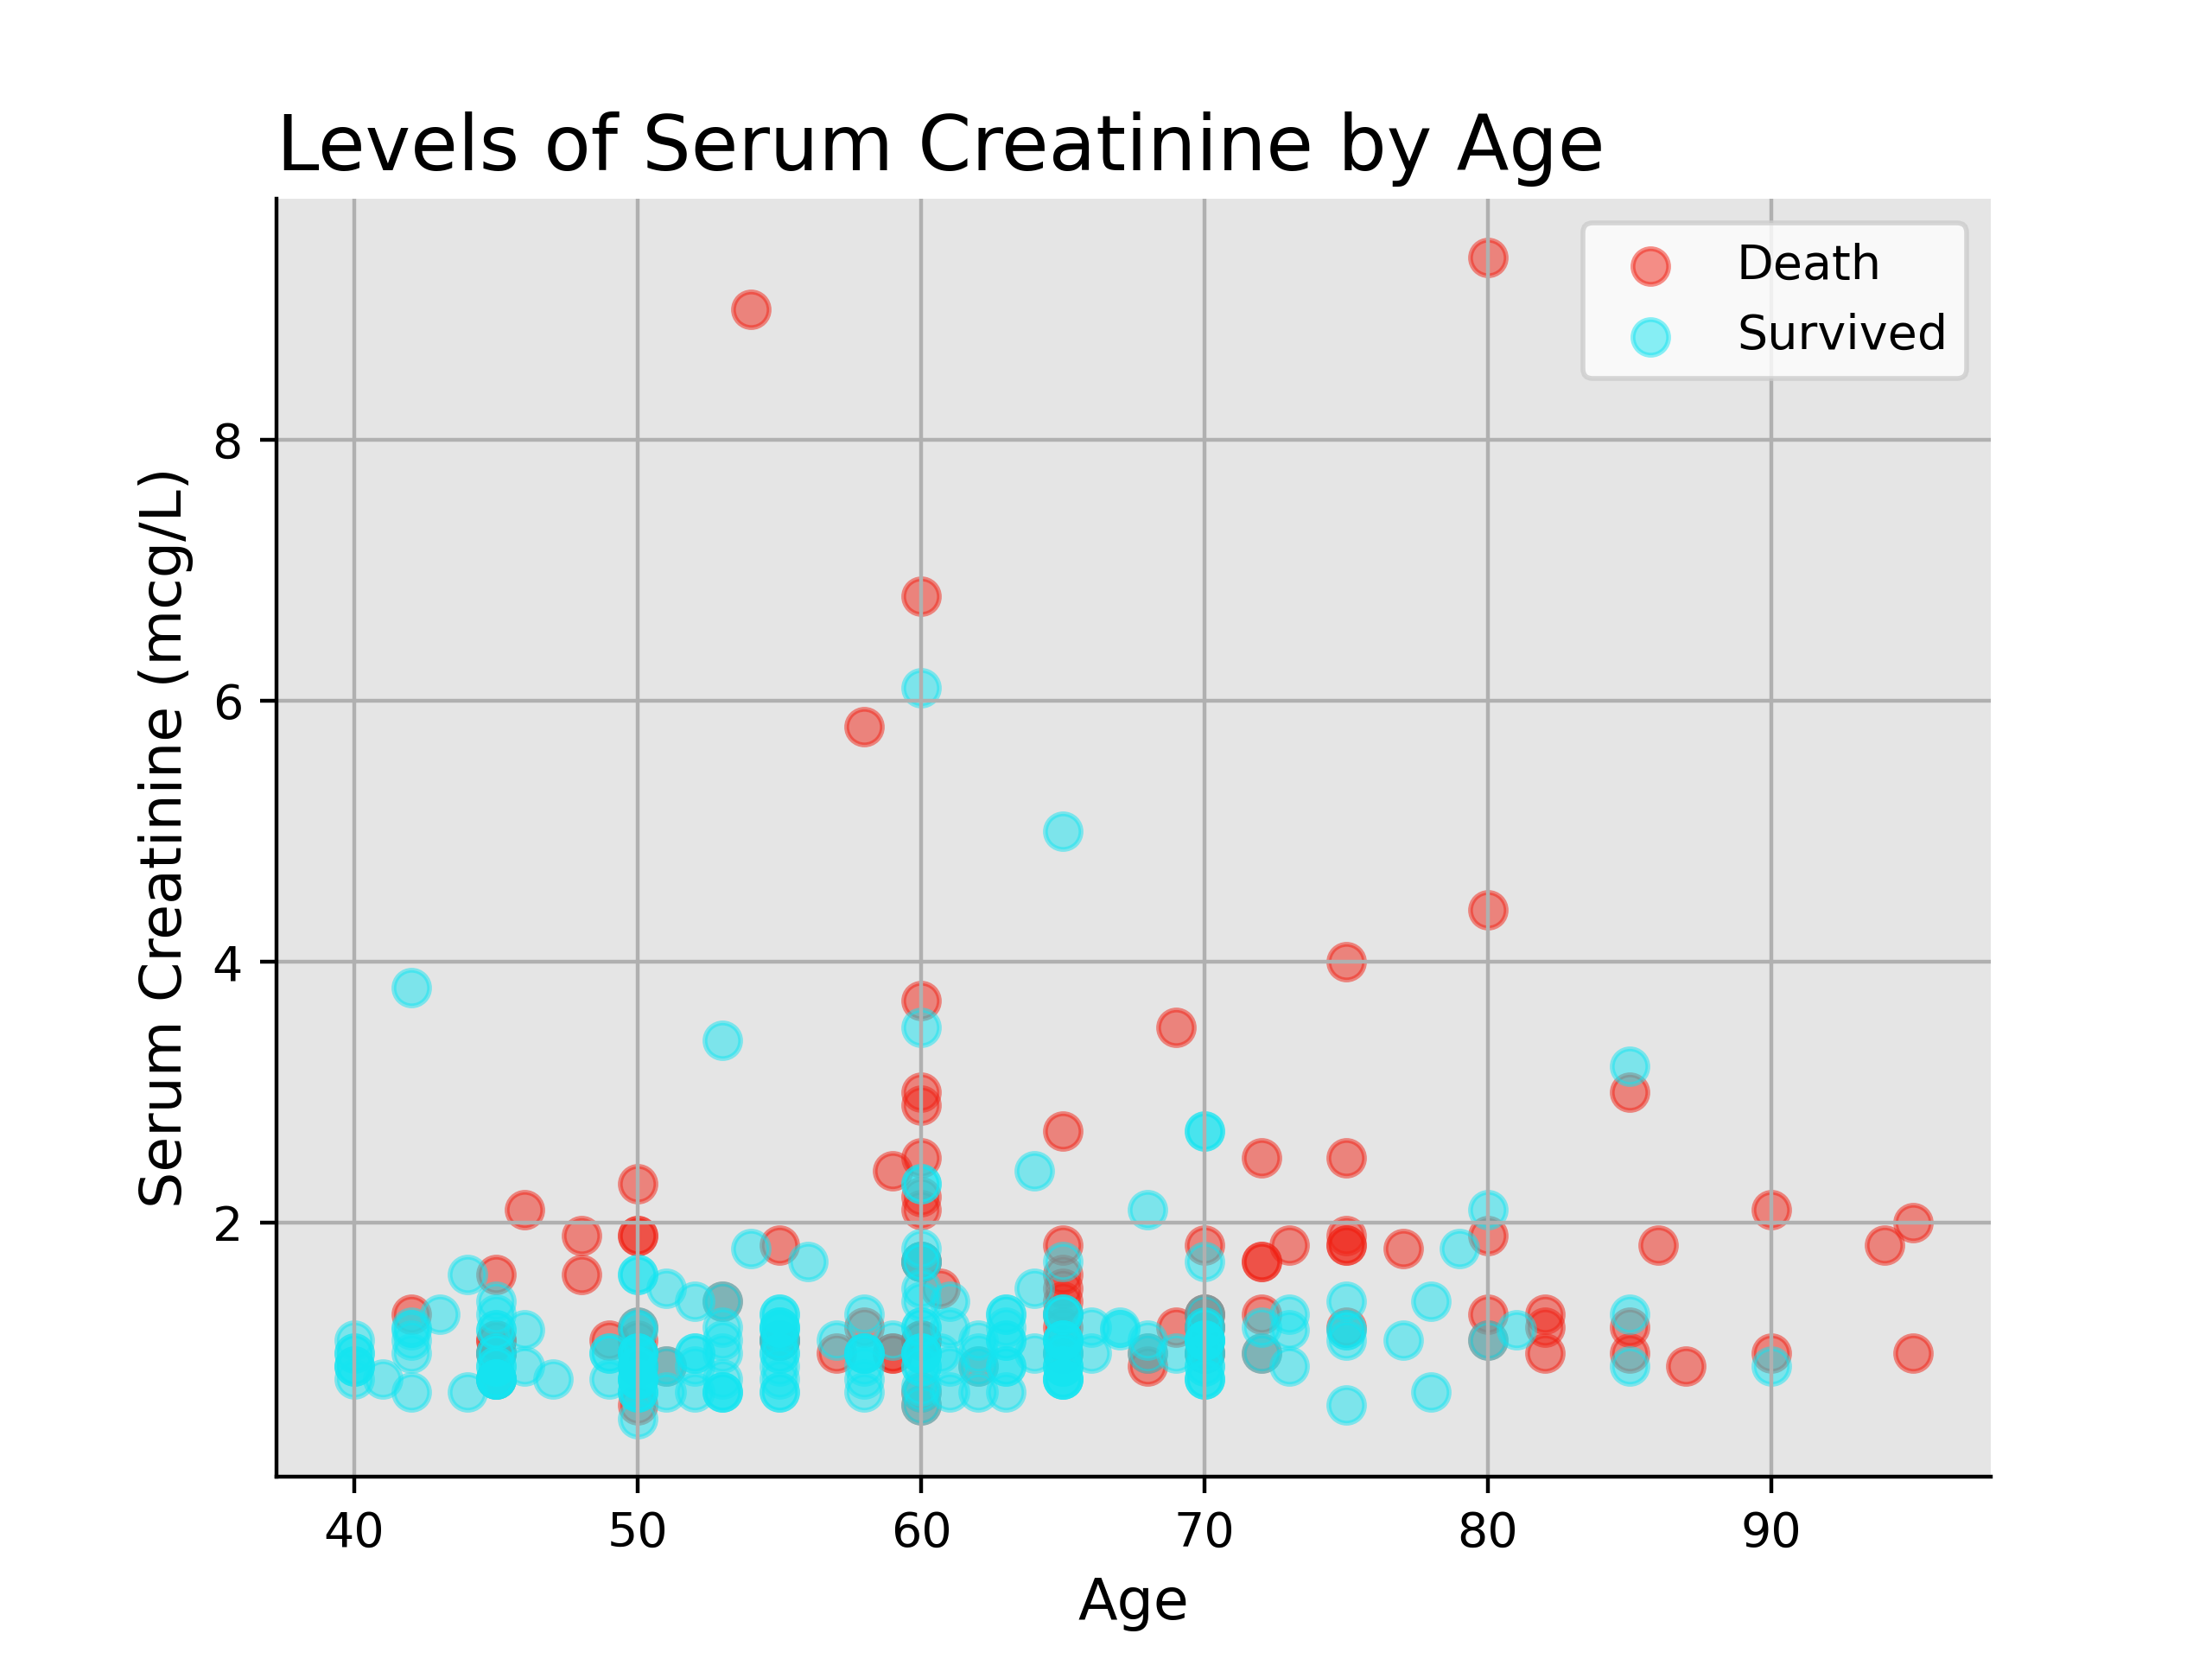 Levels of Serum Creatinine by Age
Death
Survived
Serum Creatinine (mcg/L)
8
6
4
2
40 50 60 70 80 90
Age